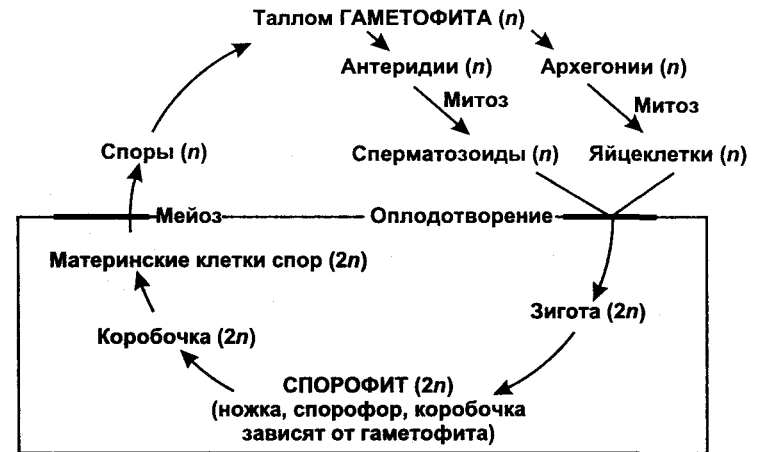 Таллом ГАМЕТОФИТА (n)
Антеридии (n)
Архегонии (n)
Митоз
Митоз
Споры (n)
Сперматозоиды (n)
Яйцеклетки (n)
Мейоз
Оплодотворение
Материнские клетки спор (2n)
Зигота (2n)
Коробочка (2n)
СПОРОФИТ (2n)
(ножка, спорофор, коробочка
зависят от гаметофита)